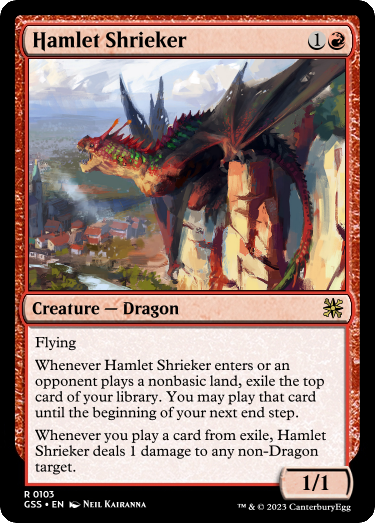 Hamlet Shrieker 1
Creature — Dragon
Flying
Whenever Hamlet Shrieker enters or an
opponent plays a nonbasic land, exile the top
card of your library. You may play that card
until the beginning of your next end step.
Whenever you play a card from exile, Hamlet
Shrieker deals 1 damage to any non-Dragon
target.
1/1
R 0103
GSS • EN Neil Kairanna
™ & © 2023 CanterburyEgg